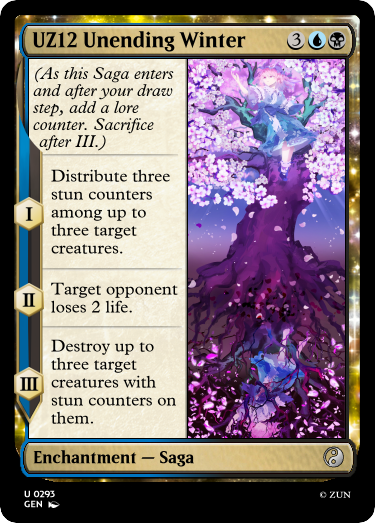 UZ12 Unending Winter 3
(As this Saga enters
and after your draw
step, add a lore
counter. Sacrifice
after III.)
I
Distribute three
stun counters
among up to
three target
creatures.
II
Target opponent
loses 2 life.
III
Destroy up to
three target
creatures with
stun counters on
them.
Enchantment — Saga
U 0293
GEN
© ZUN